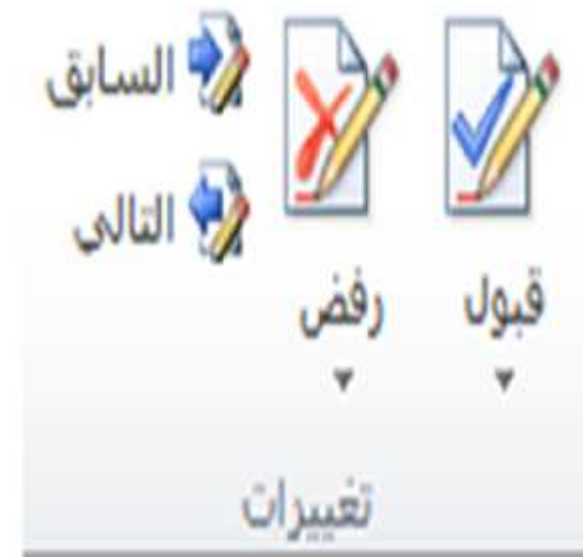 السابق
التالي
قبول
رفض
تغييرات